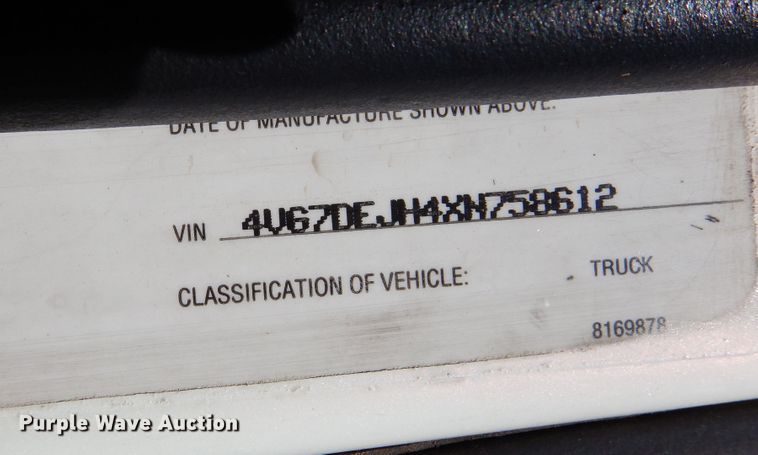 DATE OF MANUFACTURE SHOWN ABOVE.
VIN 4V67DEJH4XN758612
CLASSIFICATION OF VEHICLE: TRUCK
8169878
Purple Wave Auction